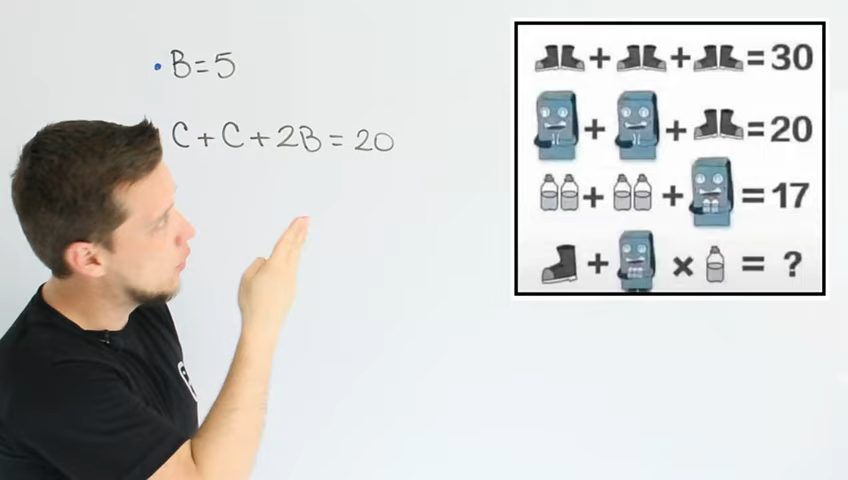 B=5
C+C+2B=20
+ + =30
+ + =20
+ + =17
+ × = ?